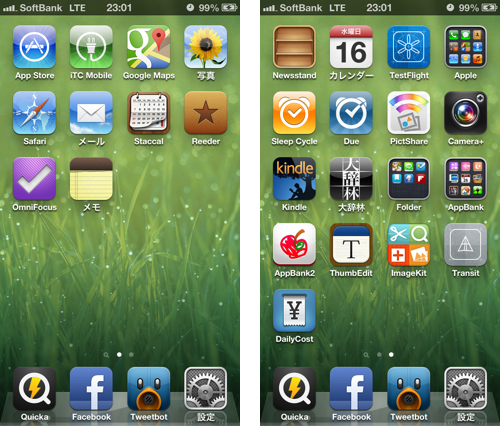 SoftBank LTE 23:01 99%
App Store iTC Mobile Google Maps 写真
Safari メール Staccal Reeder
OmniFocus メモ
Quicka Facebook Tweetbot 設定
SoftBank LTE 23:01 99%
水曜日
16
Newsstand カレンダー TestFlight Apple
Sleep Cycle Due PictShare Camera+
kindle
大辞林
Kindle 大辞林 Folder AppBank
T
AppBank2 ThumbEdit ImageKit Transit
¥
DailyCost
Quicka Facebook Tweetbot 設定